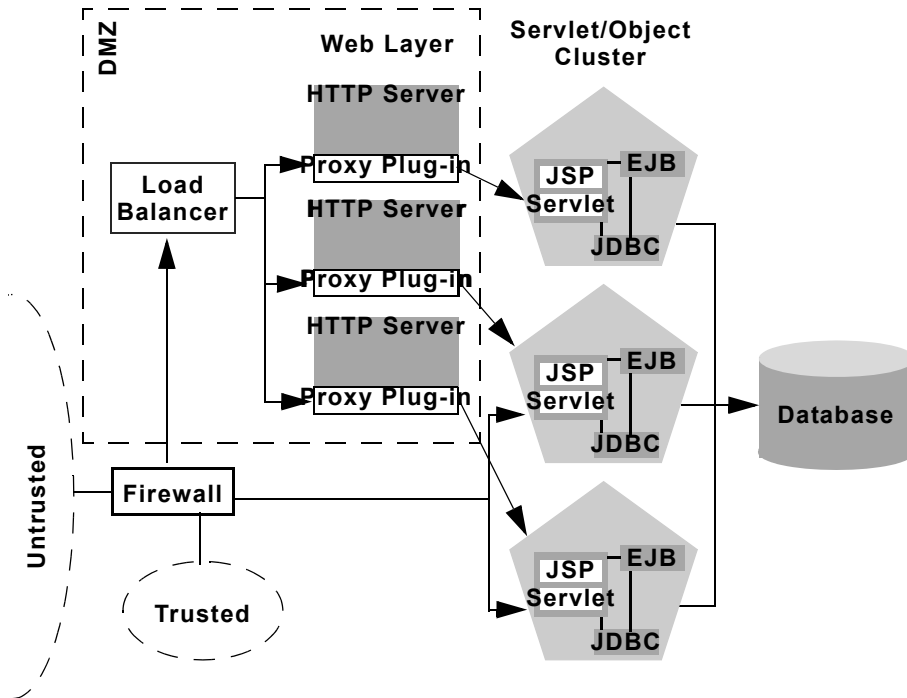 DMZ
Web Layer
Servlet/Object
Cluster
HTTP Server
Proxy Plug-in
Load
Balancer
HTTP Server
Proxy Plug-in
HTTP Server
Proxy Plug-in
JSP
Servlet
EJB
JDBC
JSP
Servlet
EJB
JDBC
JSP
Servlet
EJB
JDBC
Database
Untrusted
Firewall
Trusted